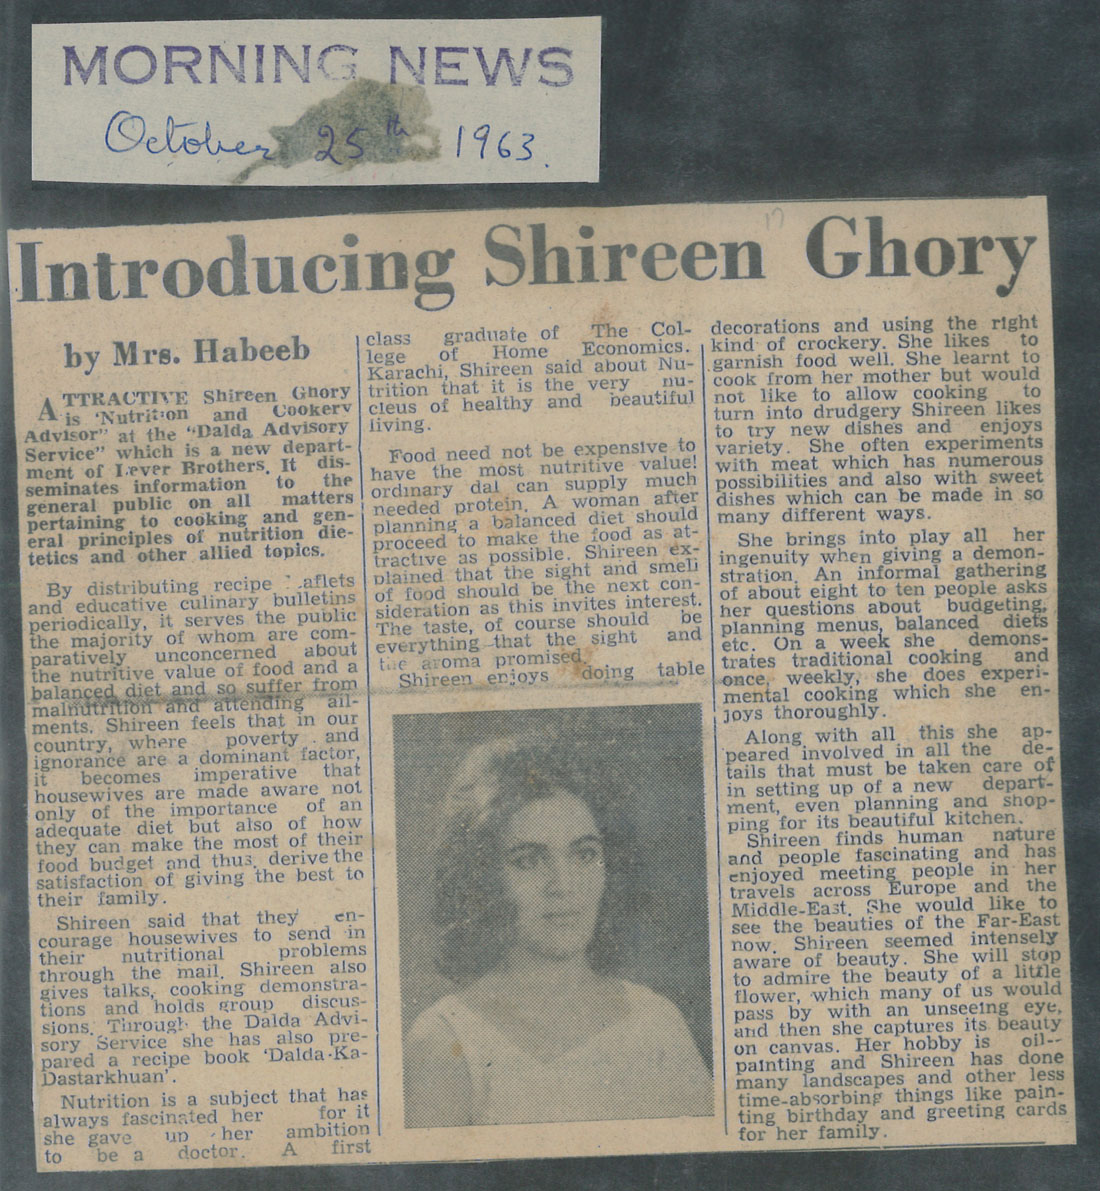 MORNING NEWS
October 25th 1963.
Introducing Shireen Ghory
by Mrs. Habeeb
ATTRACTIVE Shireen Ghory
is 'Nutrition and Cookery
Advisor" at the "Dalda Advisory
Service" which is a new depart-
ment of Lever Brothers. It dis-
seminates information to the
general public on all matters
pertaining to cooking and gen-
eral principles of nutrition die-
tetics and other allied topics.
By distributing recipe aflets
and educative culinary bulletins
periodically, it serves the public
the majority of whom are com-
paratively unconcerned about
the nutritive value of food and a
balanced diet and so suffer from
malnutrition and attending ail-
ments. Shireen feels that in our
country, where poverty and
ignorance are a dominant factor,
it becomes imperative that
housewives are made aware not
only of the importance of an
adequate diet but also of how
they can make the most of their
food budget and thus, derive the
satisfaction of giving the best to
their family.
Shireen said that they en-
courage housewives to send in
their nutritional problems
through the mail. Shireen also
gives talks, cooking demonstra-
tions and holds group discus-
sions. Through the Dalda Advi-
sory Service she has also pre-
pared a recipe book 'Dalda-Ka-
Dastarkhuan'.
Nutrition is a subject that has
always fascinated her for it
she gave up her ambition
to be a doctor. A first
class graduate of The Col-
lege of Home Economics.
Karachi, Shireen said about Nu-
trition that it is the very nu-
cleus of healthy and beautiful
living.
Food need not be expensive to
have the most nutritive value!
ordinary dal can supply much
needed protein. A woman after
planning a balanced diet should
proceed to make the food as at-
tractive as possible. Shireen ex-
plained that the sight and smell
of food should be the next con-
sideration as this invites interest.
The taste, of course should be
everything that the sight and
the aroma promised.
Shireen enjoys doing table
decorations and using the right
kind of crockery. She likes to
garnish food well. She learnt to
cook from her mother but would
not like to allow cooking to
turn into drudgery Shireen likes
to try new dishes and enjoys
variety. She often experiments
with meat which has numerous
possibilities and also with sweet
dishes which can be made in so
many different ways.
She brings into play all her
ingenuity when giving a demon-
stration. An informal gathering
of about eight to ten people asks
her questions about budgeting,
planning menus, balanced diets
etc. On a week she demons-
trates traditional cooking and
once, weekly, she does experi-
mental cooking which she en-
joys thoroughly.
Along with all this she ap-
peared involved in all the de-
tails that must be taken care of
in setting up of a new depart-
ment, even planning and shop-
ping for its beautiful kitchen.
Shireen finds human nature
and people fascinating and has
enjoyed meeting people in her
travels across Europe and the
Middle-East. She would like to
see the beauties of the Far-East
now. Shireen seemed intensely
aware of beauty. She will stop
to admire the beauty of a little
flower, which many of us would
pass by with an unseeing eye,
and then she captures its beauty
on canvas. Her hobby is oil--
painting and Shireen has done
many landscapes and other less
time-absorbing things like pain-
ting birthday and greeting cards
for her family.